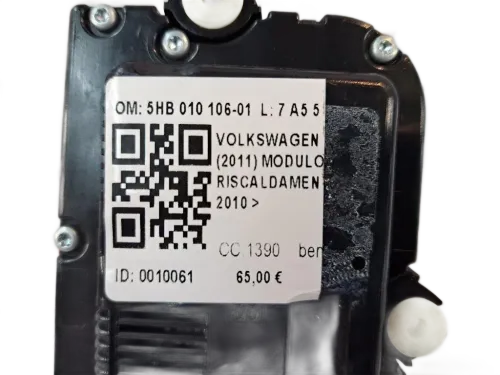 OM: 5HB 010 106-01 L: 7 A5 5
VOLKSWAGEN
(2011) MODULO
RISCALDAMEN
2010 >
CC 1390 ben
ID: 0010061 65,00 €